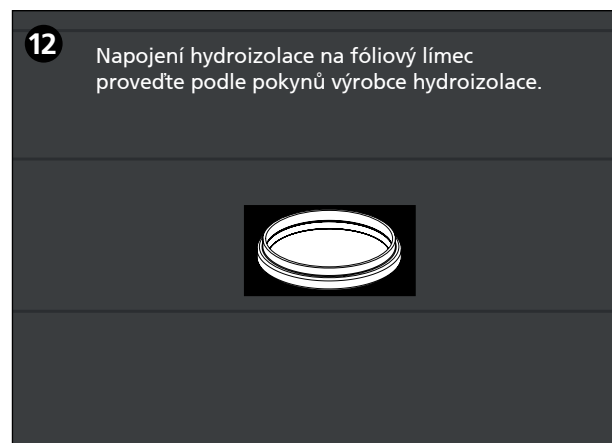 12
Napojení hydroizolace na fóliový límec
proveďte podle pokynů výrobce hydroizolace.